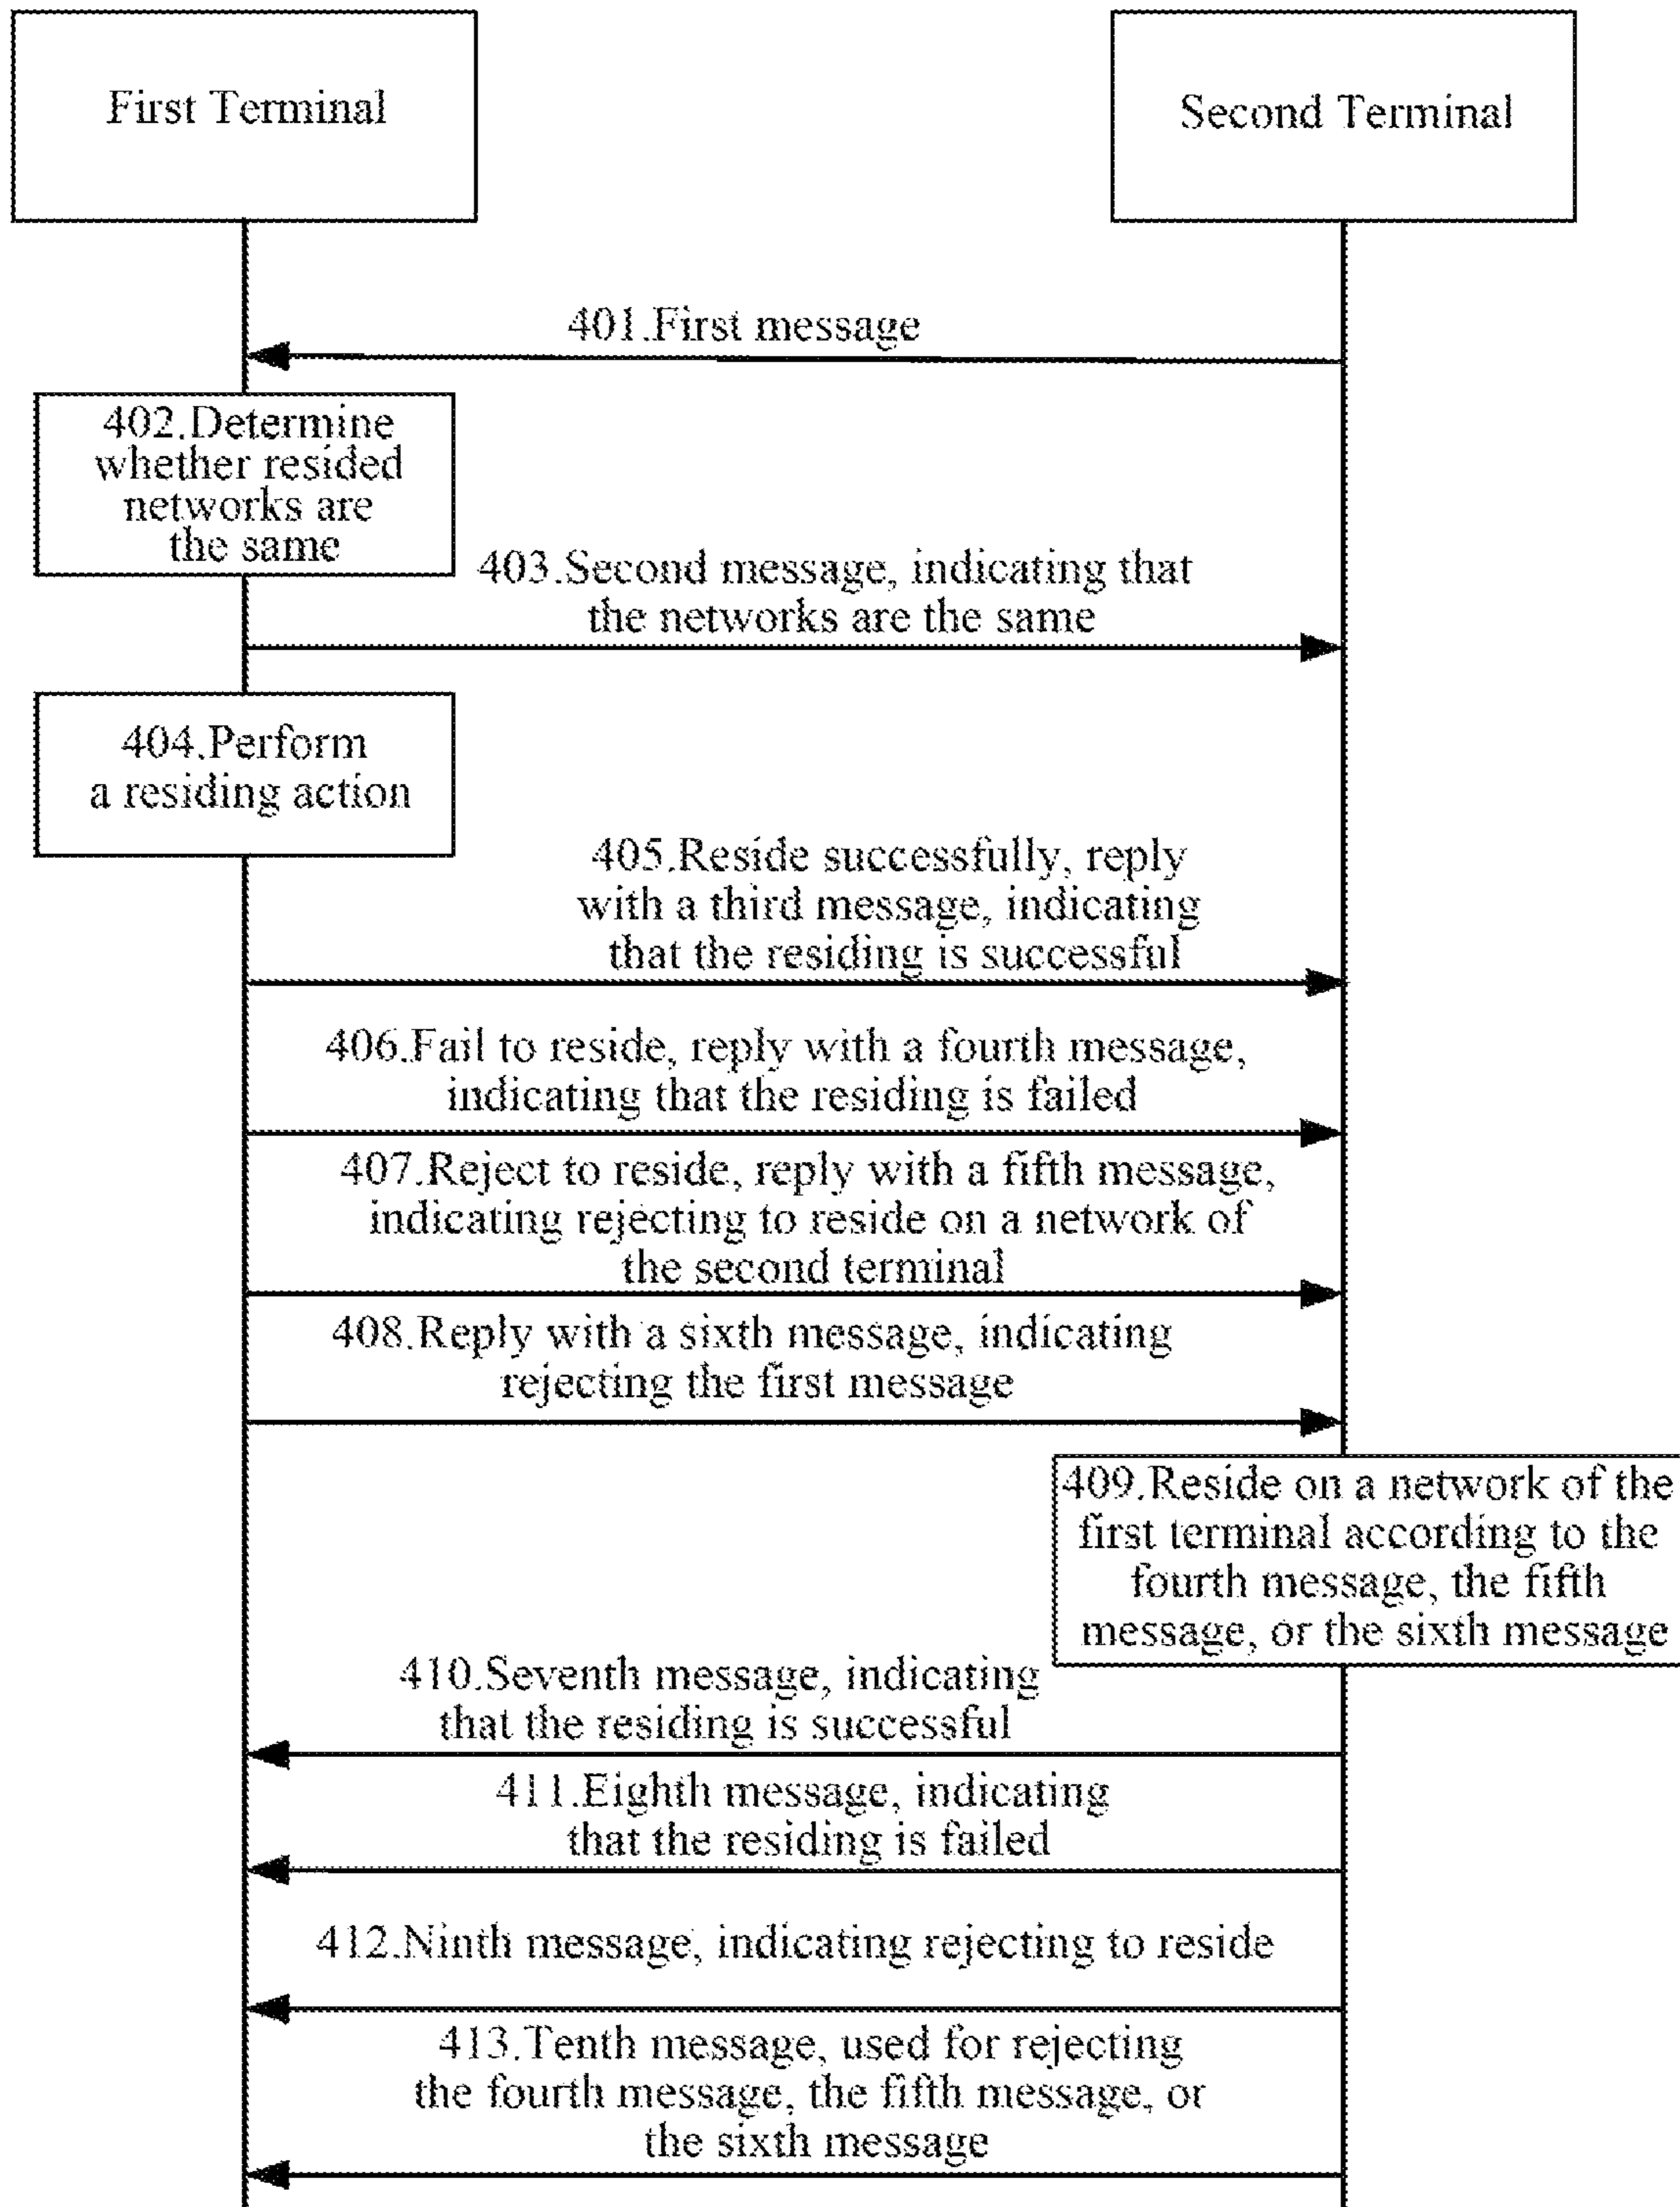 First Terminal
Second Terminal
401.First message
402.Determine
whether resided
networks are
the same
403.Second message, indicating that
the networks are the same
404.Perform
a residing action
405.Reside successfully, reply
with a third message, indicating
that the residing is successful
406.Fail to reside, reply with a fourth message,
indicating that the residing is failed
407.Reject to reside, reply with a fifth message,
indicating rejecting to reside on a network of
the second terminal
408.Reply with a sixth message, indicating
rejecting the first message
409.Reside on a network of the
first terminal according to the
fourth message, the fifth
message, or the sixth message
410.Seventh message, indicating
that the residing is successful
411.Eighth message, indicating
that the residing is failed
412.Ninth message, indicating rejecting to reside
413.Tenth message, used for rejecting
the fourth message, the fifth message, or
the sixth message